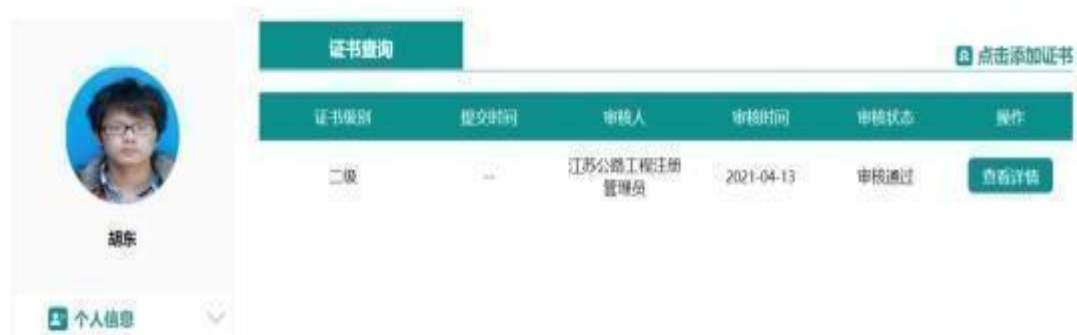 证书查询
点击添加证书
证书级别 提交时间 审核人 审核时间 审核状态 操作
二级 -- 江苏公路工程注册 2021-04-13 审核通过 查看详情
管理员
胡东
个人信息